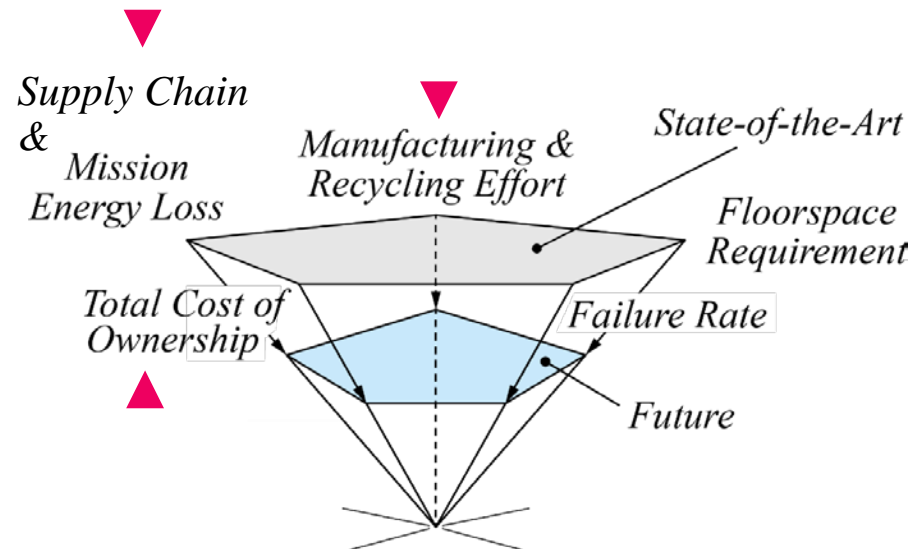 Supply Chain
&
Mission
Energy Loss
Manufacturing &
Recycling Effort
State-of-the-Art
Floorspace
Requirement
Total Cost of
Ownership
Failure Rate
Future